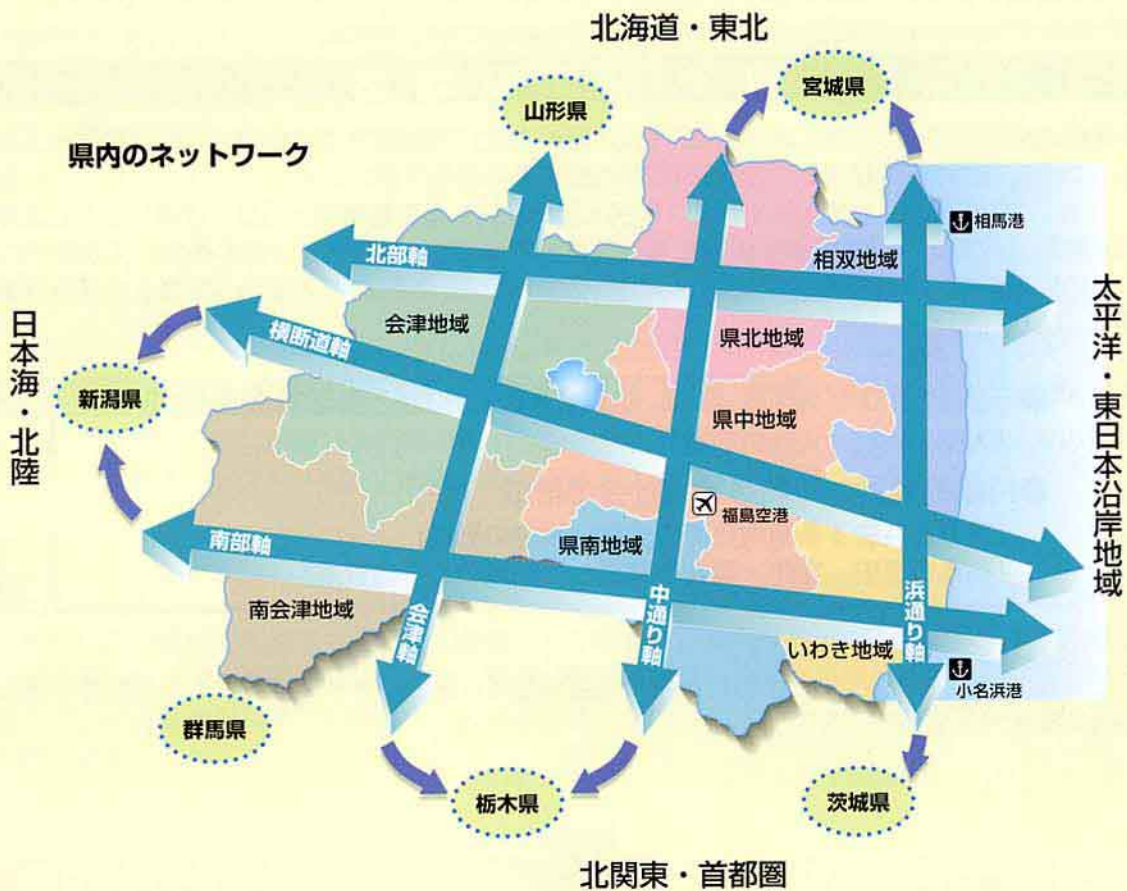 北海道・東北
宮城県
山形県
県内のネットワーク
相馬港
北部軸
相双地域
会津地域
横断道軸
県北地域
日本海・北陸
新潟県
太平洋・東日本沿岸地域
県中地域
福島空港
南部軸
県南地域
南会津地域
会津軸
中通り軸
浜通り軸
いわき地域
小名浜港
群馬県
栃木県
茨城県
北関東・首都圏